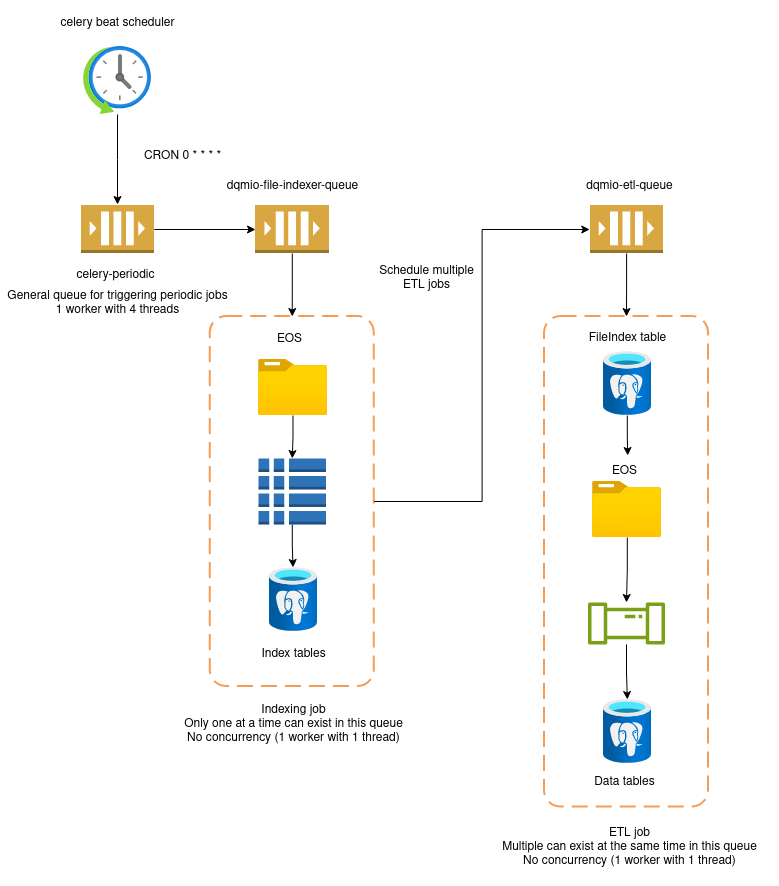 celery beat scheduler
CRON 0 * * * *
dqmio-file-indexer-queue
dqmio-etl-queue
celery-periodic
General queue for triggering periodic jobs
1 worker with 4 threads
Schedule multiple
ETL jobs
EOS
Index tables
Indexing job
Only one at a time can exist in this queue
No concurrency (1 worker with 1 thread)
FileIndex table
EOS
Data tables
ETL job
Multiple can exist at the same time in this queue
No concurrency (1 worker with 1 thread)